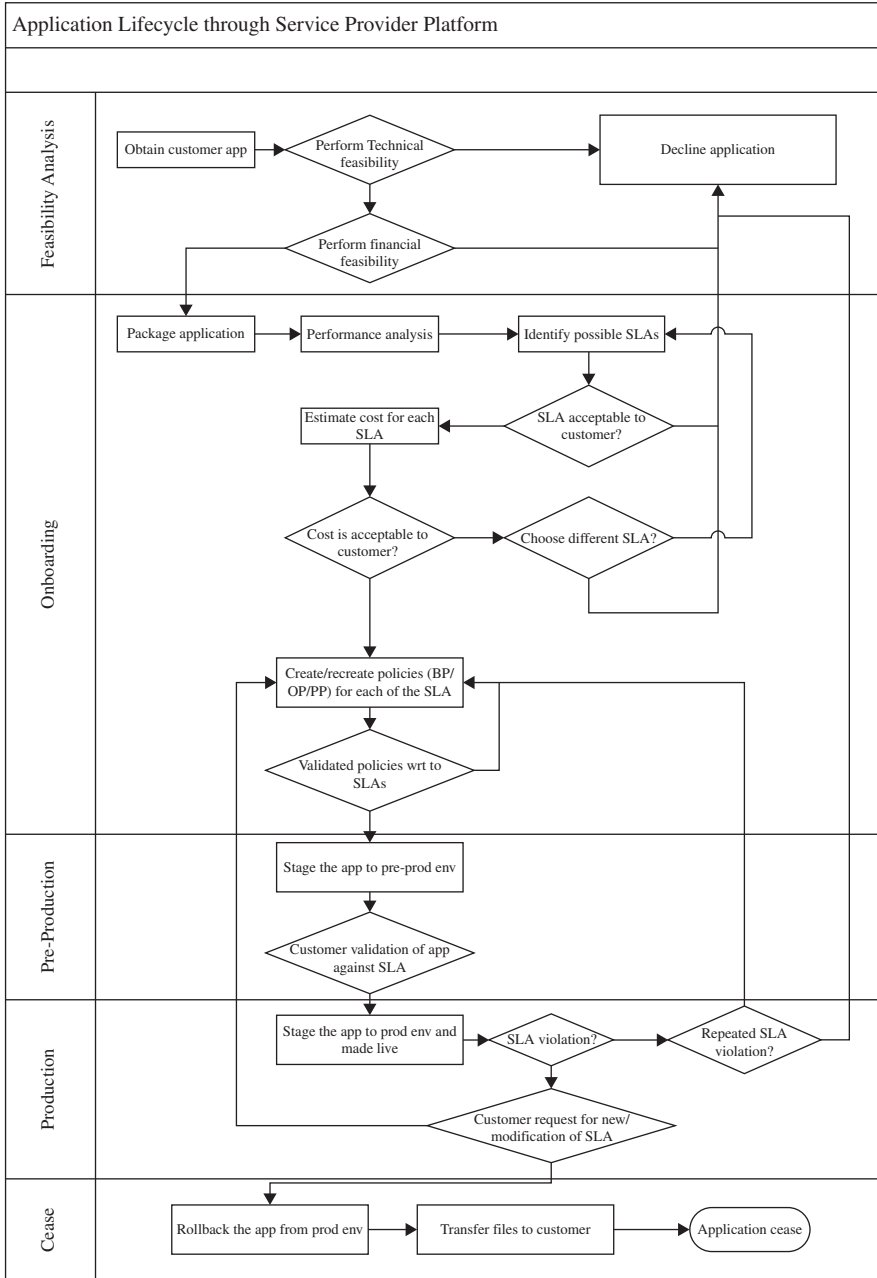 Application Lifecycle through Service Provider Platform
Feasibility Analysis
Obtain customer app
Perform Technical
feasibility
Decline application
Perform financial
feasibility
Onboarding
Package application
Performance analysis
Identify possible SLAs
Estimate cost for each
SLA
SLA acceptable to
customer?
Cost is acceptable to
customer?
Choose different SLA?
Create/recreate policies (BP/
OP/PP) for each of the SLA
Validated policies wrt to
SLAs
Pre-Production
Stage the app to pre-prod env
Customer validation of app
against SLA
Production
Stage the app to prod env and
made live
SLA violation?
Repeated SLA
violation?
Customer request for new/
modification of SLA
Cease
Rollback the app from prod env
Transfer files to customer
Application cease